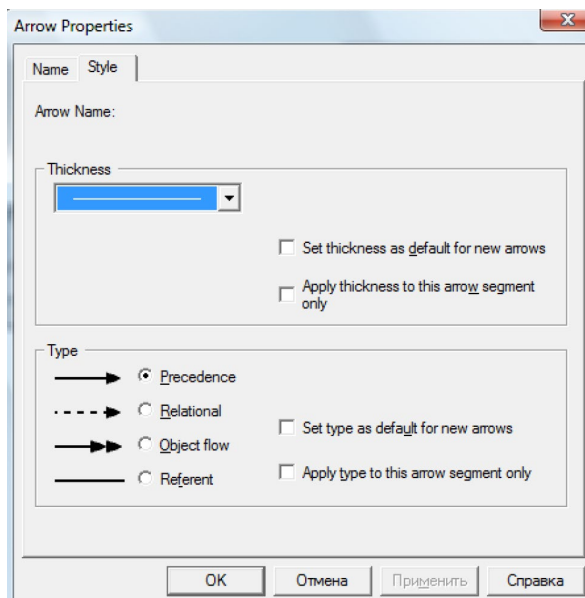 Arrow Properties
Name Style
Arrow Name:
Thickness
Set thickness as default for new arrows
Apply thickness to this arrow segment
only
Type
Precedence
Relational
Object flow
Referent
Set type as default for new arrows
Apply type to this arrow segment only
OK Отмена Применить Справка